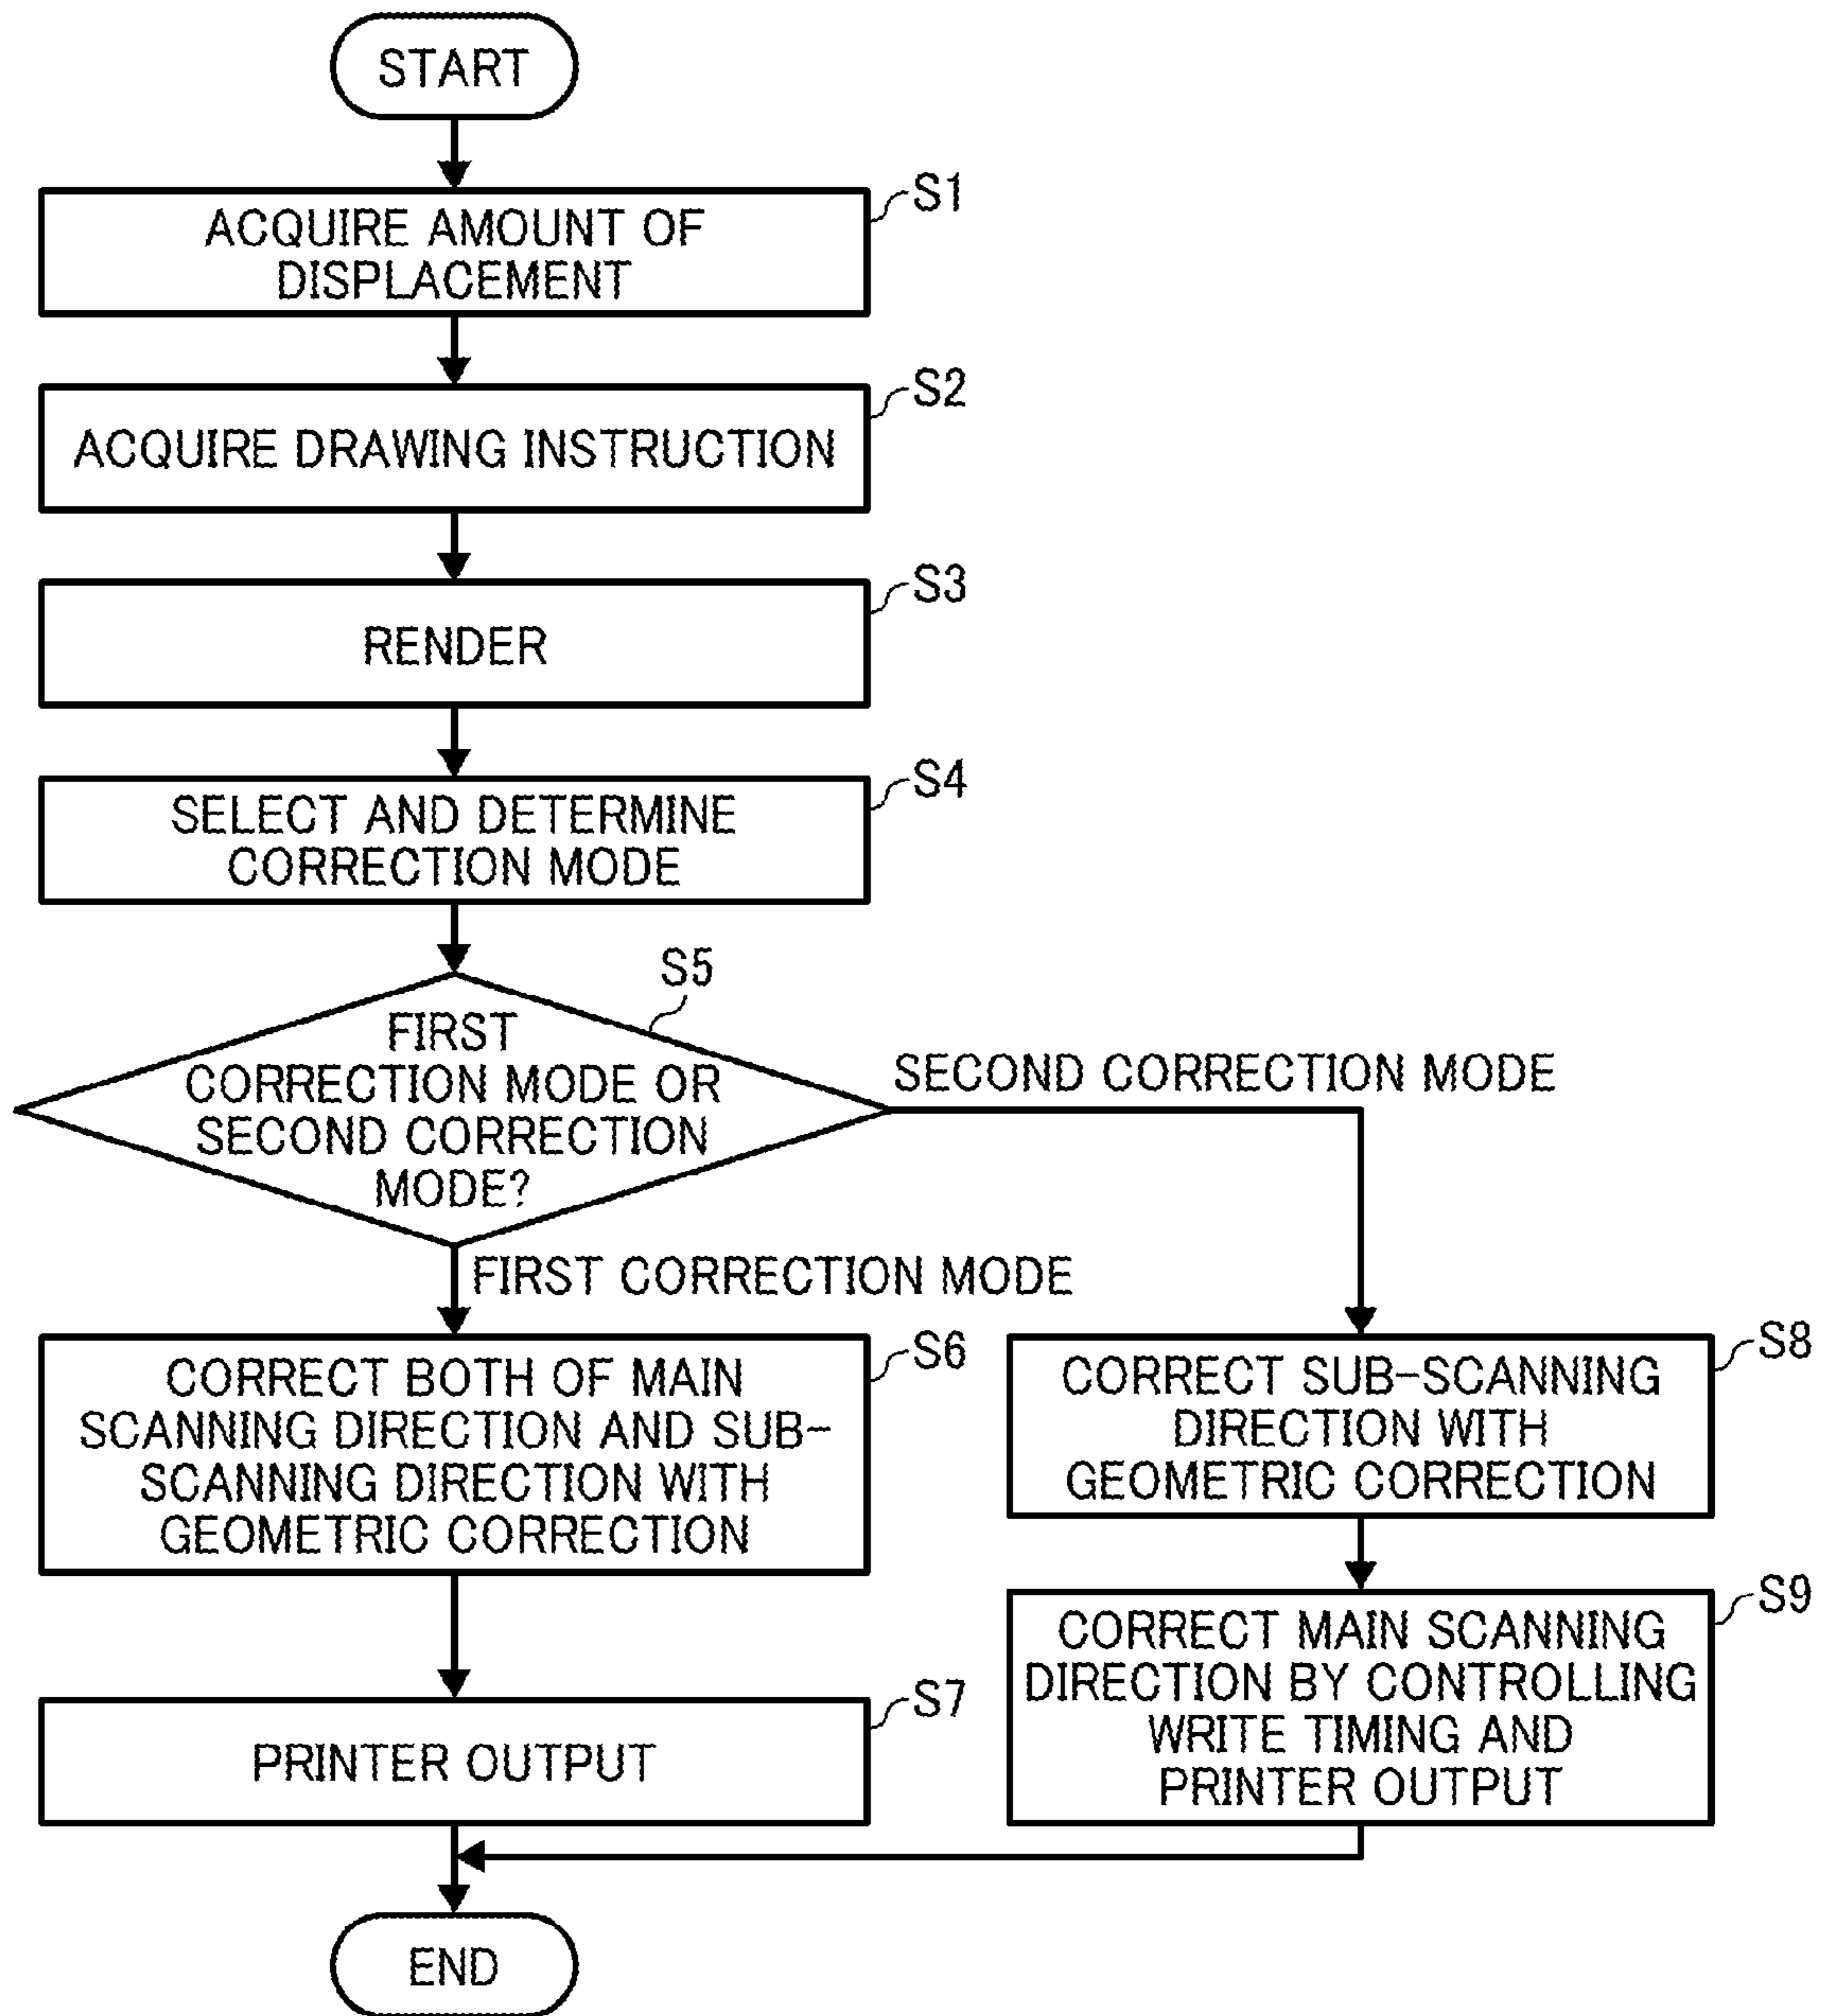 START
S1
ACQUIRE AMOUNT OF
DISPLACEMENT
S2
ACQUIRE DRAWING INSTRUCTION
S3
RENDER
S4
SELECT AND DETERMINE
CORRECTION MODE
S5
FIRST
CORRECTION MODE OR
SECOND CORRECTION
MODE?
SECOND CORRECTION MODE
FIRST CORRECTION MODE
S6
CORRECT BOTH OF MAIN
SCANNING DIRECTION AND SUB-
SCANNING DIRECTION WITH
GEOMETRIC CORRECTION
S7
PRINTER OUTPUT
S8
CORRECT SUB-SCANNING
DIRECTION WITH
GEOMETRIC CORRECTION
S9
CORRECT MAIN SCANNING
DIRECTION BY CONTROLLING
WRITE TIMING AND
PRINTER OUTPUT
END